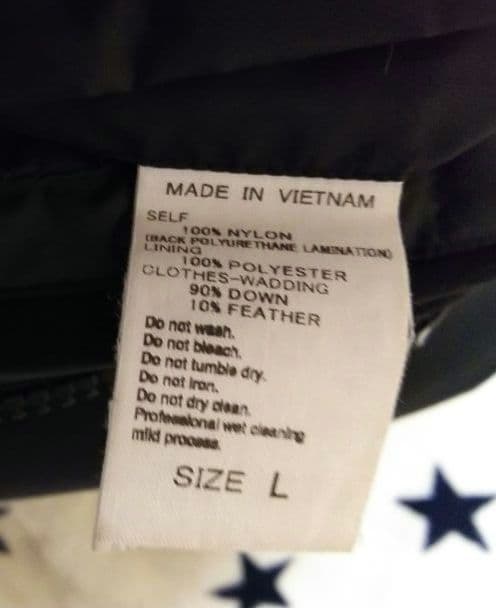 MADE IN VIETNAM
SELF
100% NYLON
(BACK POLYURETHANE LAMINATION)
LINING
100% POLYESTER
CLOTHES-WADDING
90% DOWN
10% FEATHER
Do not wash.
Do not bleach.
Do not tumble dry.
Do not iron.
Do not dry clean.
Professional wet cleaning
mild process.
SIZE L